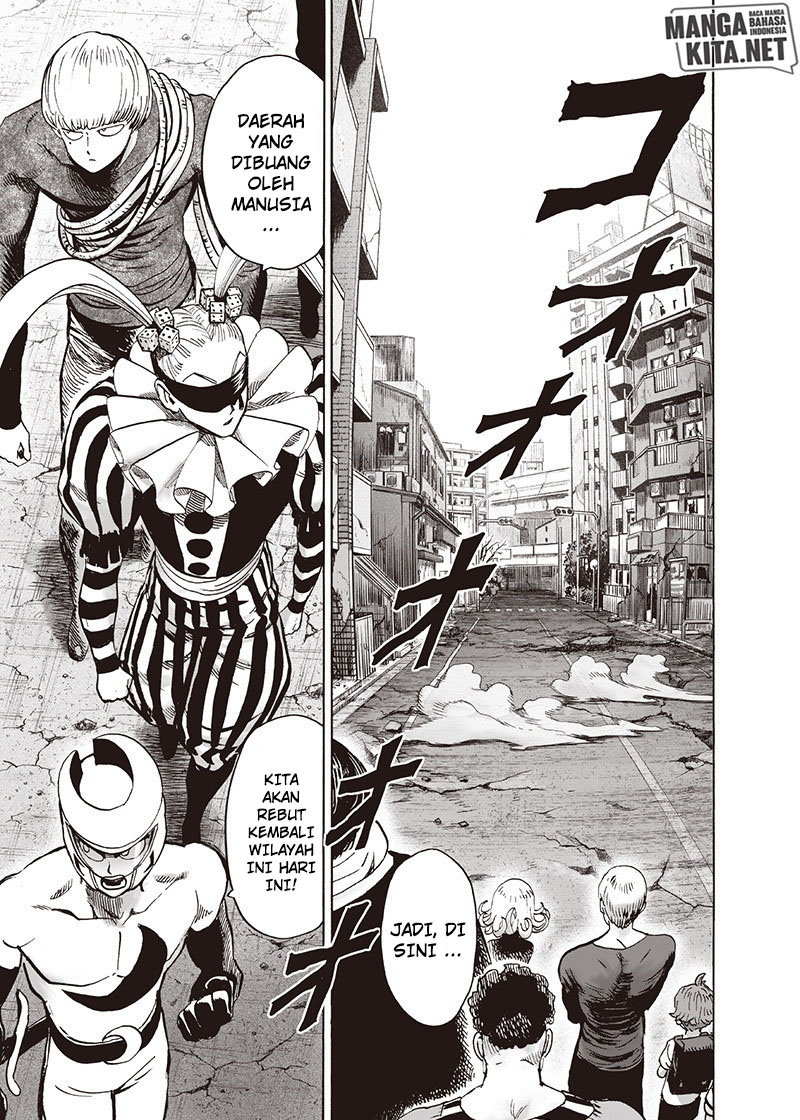 MANGA
BACA MANGA
BAHASA
INDONESIA
KITA.NET
コオオオオ
JADI, DI
SINI ...
DAERAH
YANG
DIBUANG
OLEH
MANUSIA
...
KITA
AKAN
REBUT
KEMBALI
WILAYAH
INI HARI
INI!